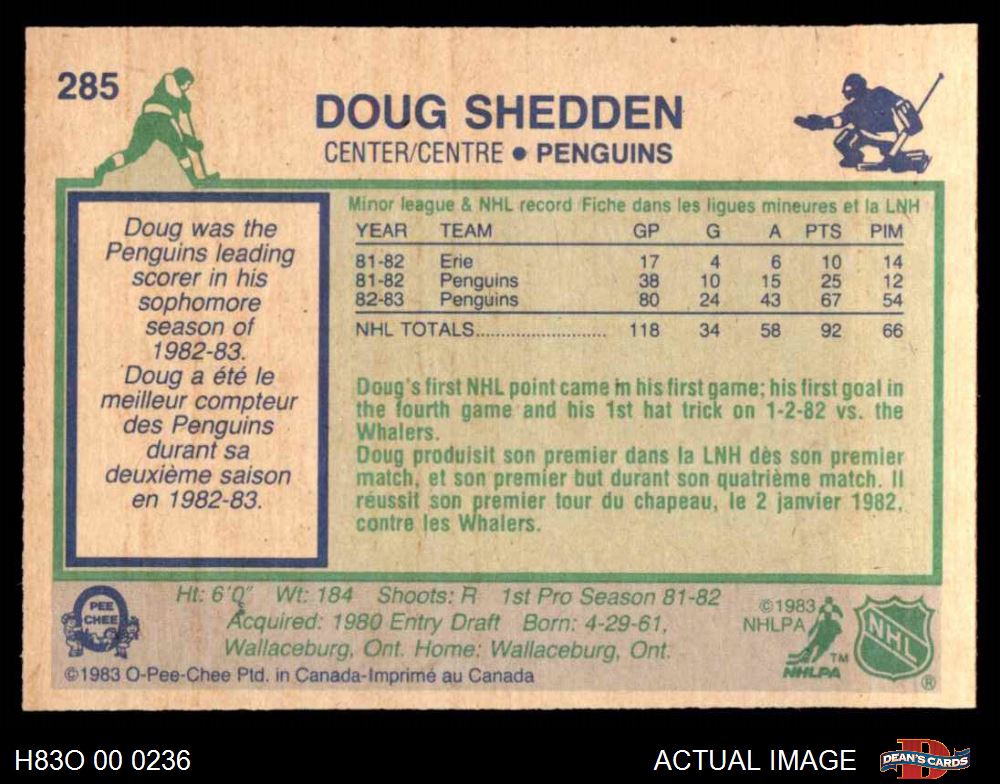 285
DOUG SHEDDEN
CENTER/CENTRE • PENGUINS
Doug was the
Penguins leading
scorer in his
sophomore
season of
1982-83.
Doug a été le
meilleur compteur
des Penguins
durant sa
deuxième saison
en 1982-83.
Minor league & NHL record/Fiche dans les ligues mineures et la LNH
YEAR TEAM GP G A PTS PIM
81-82 Erie 17 4 6 10 14
81-82 Penguins 38 10 15 25 12
82-83 Penguins 80 24 43 67 54
NHL TOTALS........................... 118 34 58 92 66
Doug's first NHL point came in his first game; his first goal in
the fourth game and his 1st hat trick on 1-2-82 vs. the
Whalers.
Doug produisit son premier dans la LNH dès son premier
match, et son premier but durant son quatrième match. Il
réussit son premier tour du chapeau, le 2 janvier 1982,
contre les Whalers.
PEE
CHEE
Ht: 6'0" Wt: 184 Shoots: R 1st Pro Season 81-82
Acquired: 1980 Entry Draft Born: 4-29-61,
Wallaceburg, Ont. Home: Wallaceburg, Ont.
©1983 O-Pee-Chee Ptd. in Canada-Imprimé au Canada
©1983
NHLPA
TM
NHLPA
NHL
®
H83O 00 0236
ACTUAL IMAGE
D
DEAN'S CARDS